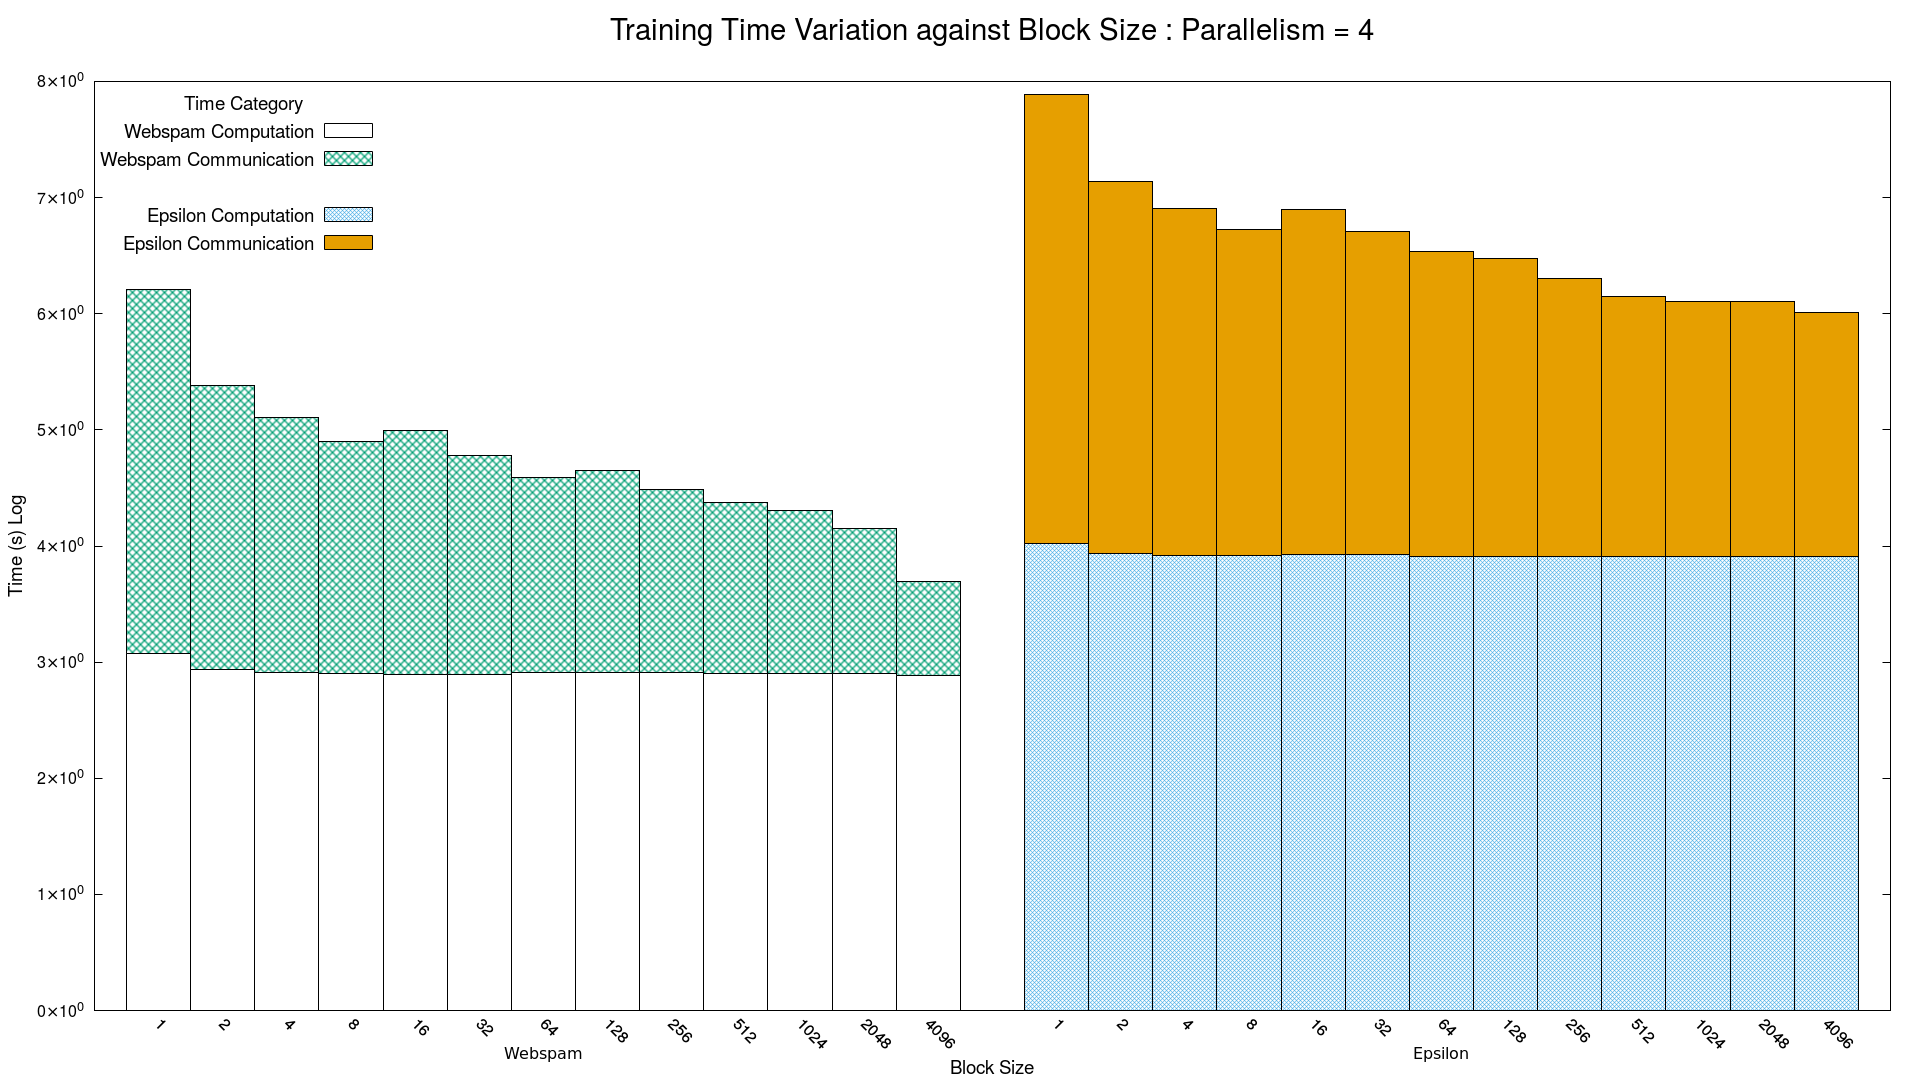 Training Time Variation against Block Size : Parallelism = 4
8×10⁰
7×10⁰
6×10⁰
5×10⁰
4×10⁰
3×10⁰
2×10⁰
1×10⁰
0×10⁰
Time (s) Log
Time Category
Webspam Computation
Webspam Communication
Epsilon Computation
Epsilon Communication
1 2 4 8 16 32 64 128 256 512 1024 2048 4096 1 2 4 8 16 32 64 128 256 512 1024 2048 4096
Webspam Epsilon
Block Size